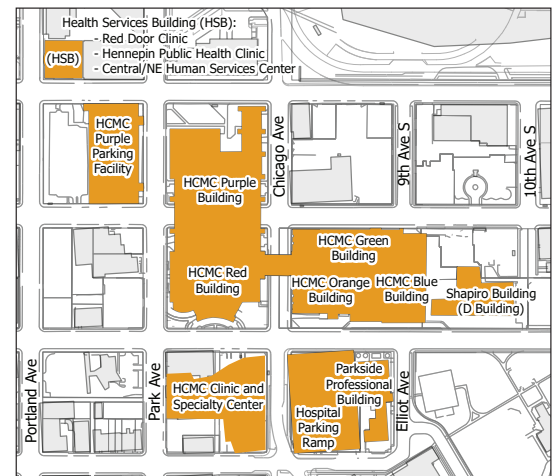 Health Services Building (HSB):
- Red Door Clinic
- Hennepin Public Health Clinic
- Central/NE Human Services Center
(HSB)
HCMC
Purple
Parking
Facility
HCMC Purple
Building
Chicago Ave
9th Ave S
10th Ave S
HCMC Green
Building
HCMC Red
Building
HCMC Orange
Building
HCMC Blue
Building
Shapiro Building
(D Building)
Portland Ave
Park Ave
HCMC Clinic and
Specialty Center
Parkside
Professional
Building
Hospital
Parking
Ramp
Elliot Ave